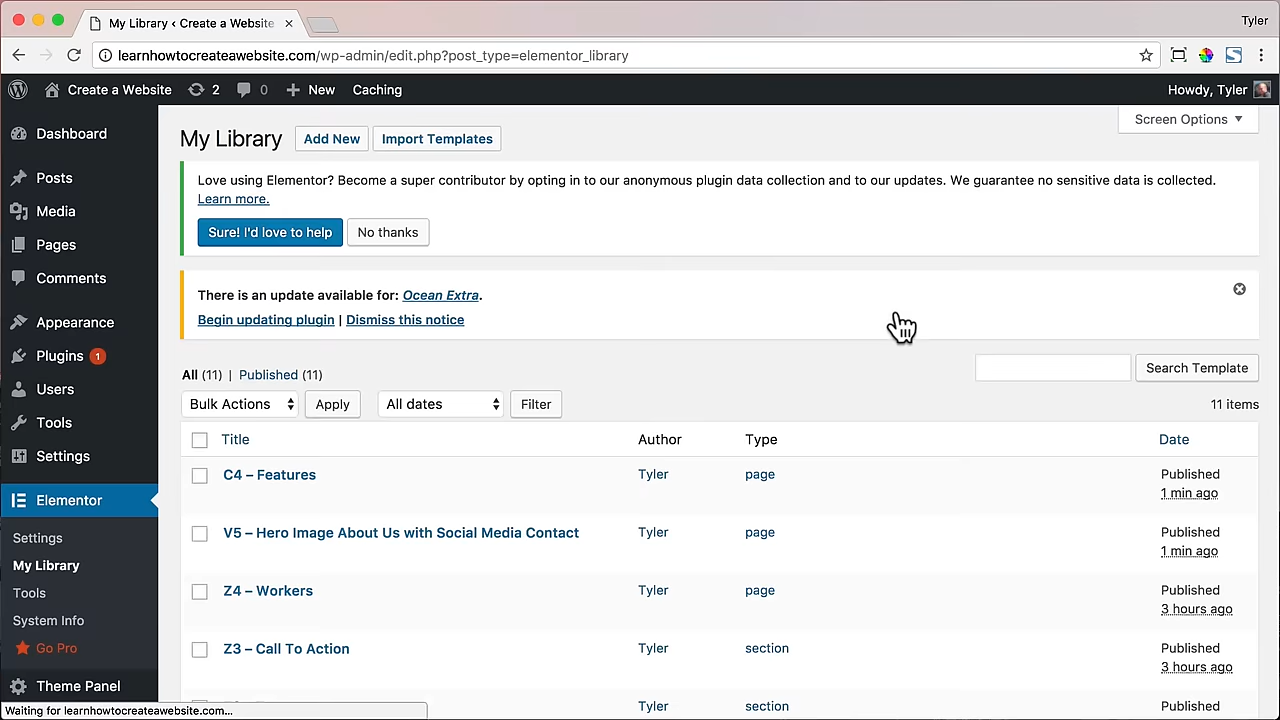 My Library ‹ Create a Website
Tyler
learnhowtocreateawebsite.com/wp-admin/edit.php?post_type=elementor_library
Create a Website 2 0 New Caching Howdy, Tyler
Screen Options
Dashboard
Posts
Media
Pages
Comments
Appearance
Plugins 1
Users
Tools
Settings
Elementor
Settings
My Library
Tools
System Info
Go Pro
Theme Panel
My Library Add New Import Templates
Love using Elementor? Become a super contributor by opting in to our anonymous plugin data collection and to our updates. We guarantee no sensitive data is collected.
Learn more.
Sure! I'd love to help No thanks
There is an update available for: Ocean Extra.
Begin updating plugin | Dismiss this notice
All (11) | Published (11)
Search Template
Bulk Actions Apply All dates Filter 11 items
Title Author Type Date
C4 – Features Tyler page Published
1 min ago
V5 – Hero Image About Us with Social Media Contact Tyler page Published
1 min ago
Z4 – Workers Tyler page Published
3 hours ago
Z3 – Call To Action Tyler section Published
3 hours ago
Tyler section Published
Waiting for learnhowtocreateawebsite.com...